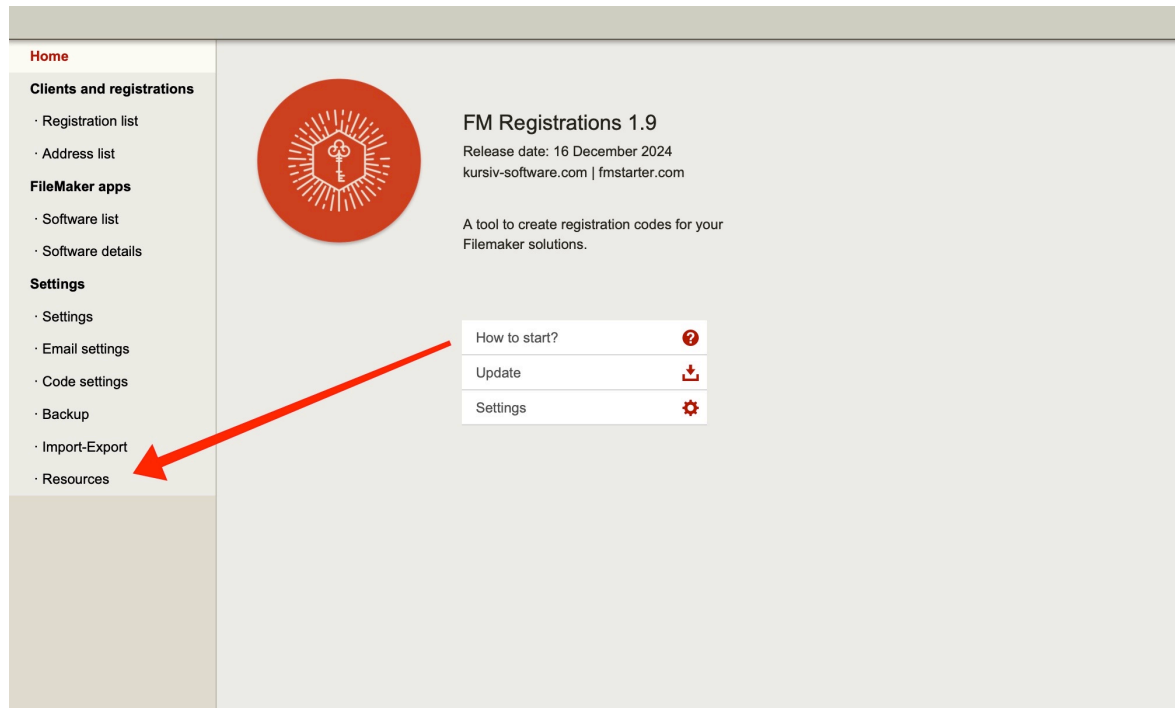 Home
Clients and registrations
· Registration list
· Address list
FileMaker apps
· Software list
· Software details
Settings
· Settings
· Email settings
· Code settings
· Backup
· Import-Export
· Resources
FM Registrations 1.9
Release date: 16 December 2024
kursiv-software.com | fmstarter.com
A tool to create registration codes for your
Filemaker solutions.
How to start?
Update
Settings